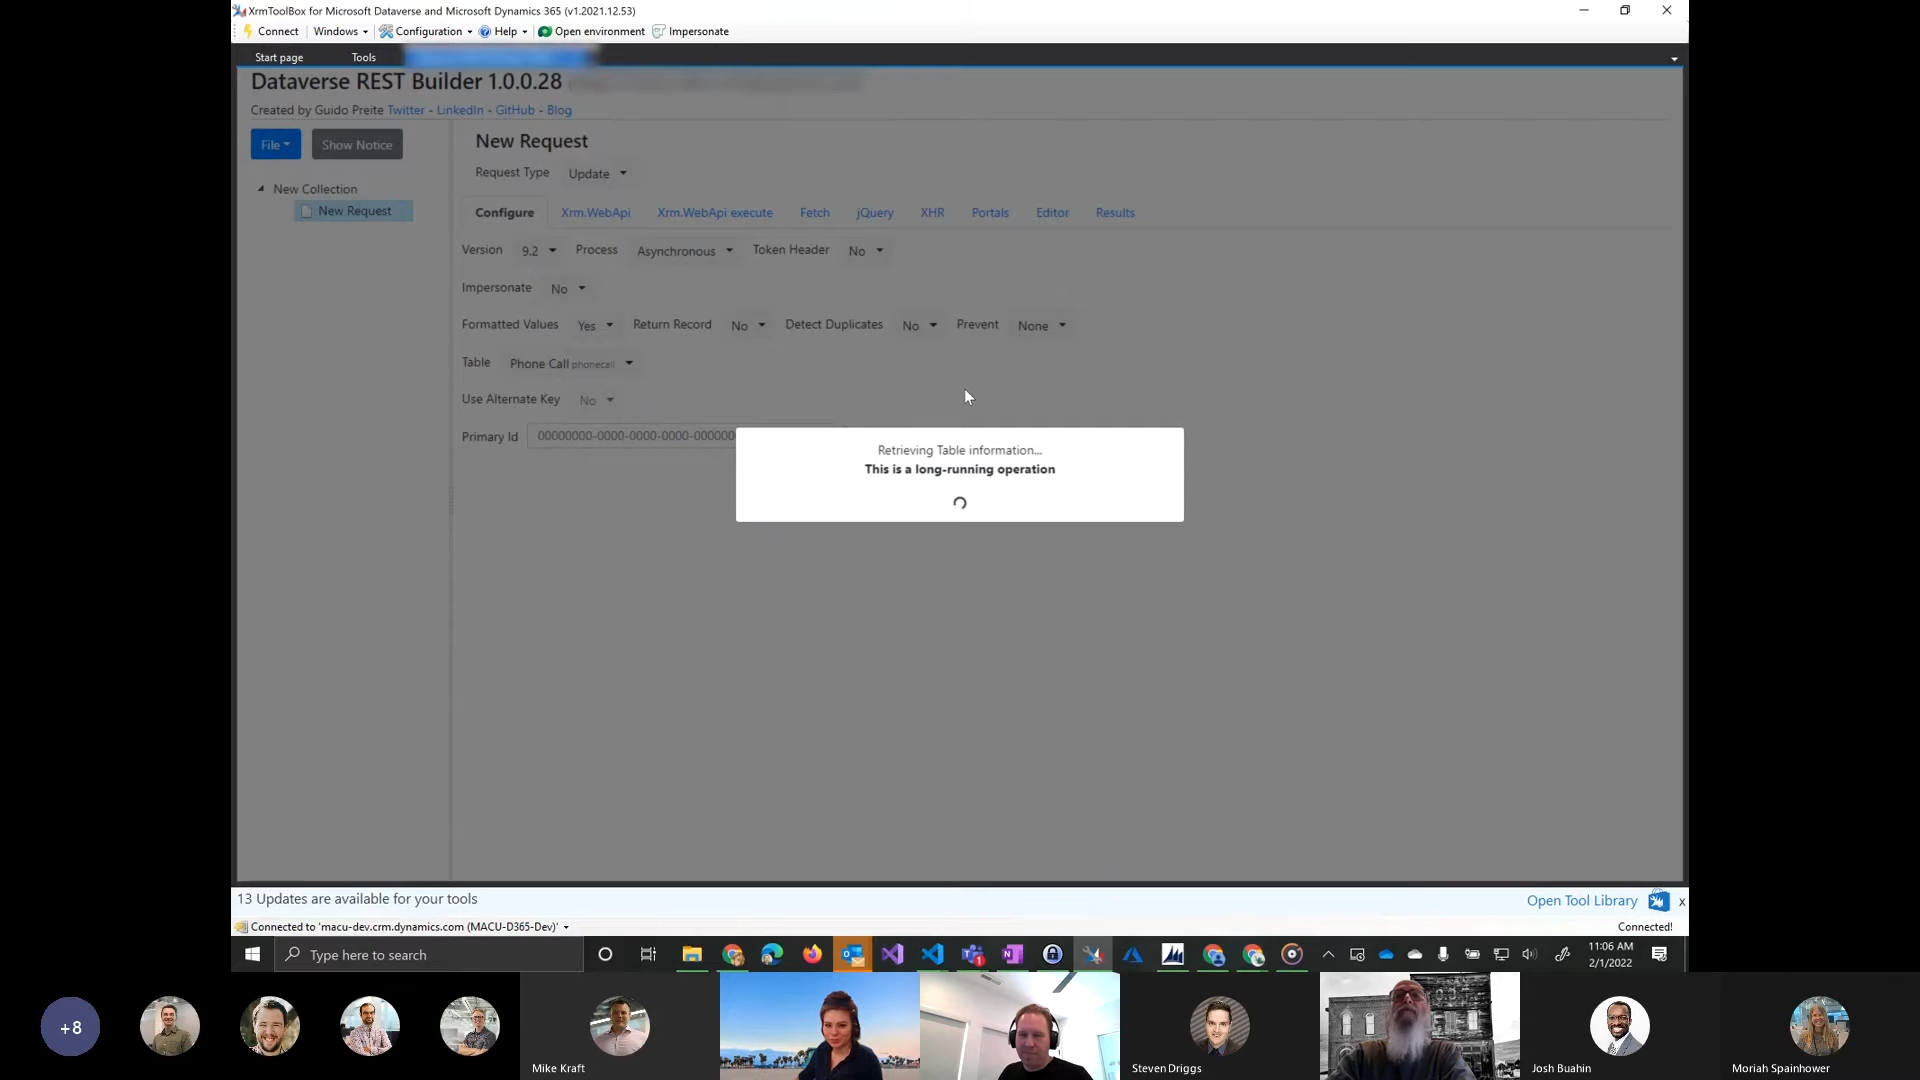 XrmToolBox for Microsoft Dataverse and Microsoft Dynamics 365 (v1.2021.12.53)
Connect Windows Configuration Help Open environment Impersonate
Start page Tools
Dataverse REST Builder 1.0.0.28
Created by Guido Preite Twitter - LinkedIn - GitHub - Blog
File Show Notice
New Collection
New Request
New Request
Request Type Update
Configure Xrm.WebApi Xrm.WebApi execute Fetch jQuery XHR Portals Editor Results
Version 9.2 Process Asynchronous Token Header No
Impersonate No
Formatted Values Yes Return Record No Detect Duplicates No Prevent None
Table Phone Call phonecall
Use Alternate Key No
Primary Id 00000000-0000-0000-0000-000000
Retrieving Table information...
This is a long-running operation
13 Updates are available for your tools
Open Tool Library x
Connected to 'macu-dev.crm.dynamics.com (MACU-D365-Dev)'
Connected!
Type here to search
11:06 AM
2/1/2022
+8
Mike Kraft
Steven Driggs
Josh Buahin
Moriah Spainhower